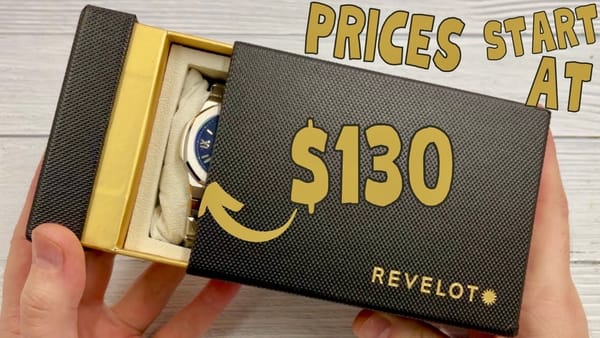 PRICES START
AT
$130
REVELOT